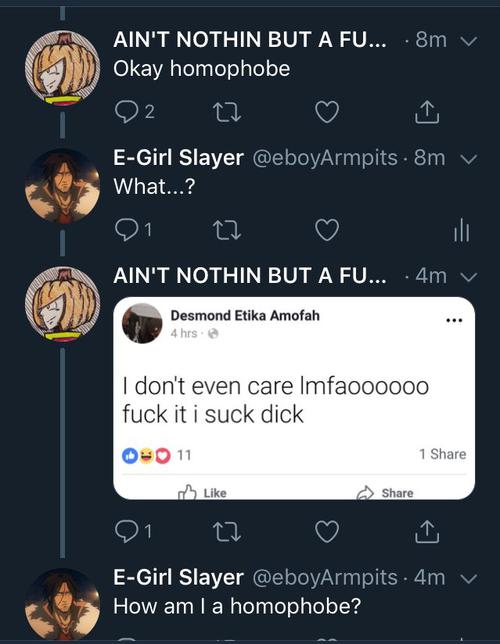 AIN'T NOTHIN BUT A FU... · 8m
Okay homophobe
2
E-Girl Slayer @eboyArmpits · 8m
What...?
1
AIN'T NOTHIN BUT A FU... · 4m
Desmond Etika Amofah
4 hrs ·
I don't even care lmfaoooooo
fuck it i suck dick
11 1 Share
Like Share
1
E-Girl Slayer @eboyArmpits · 4m
How am I a homophobe?